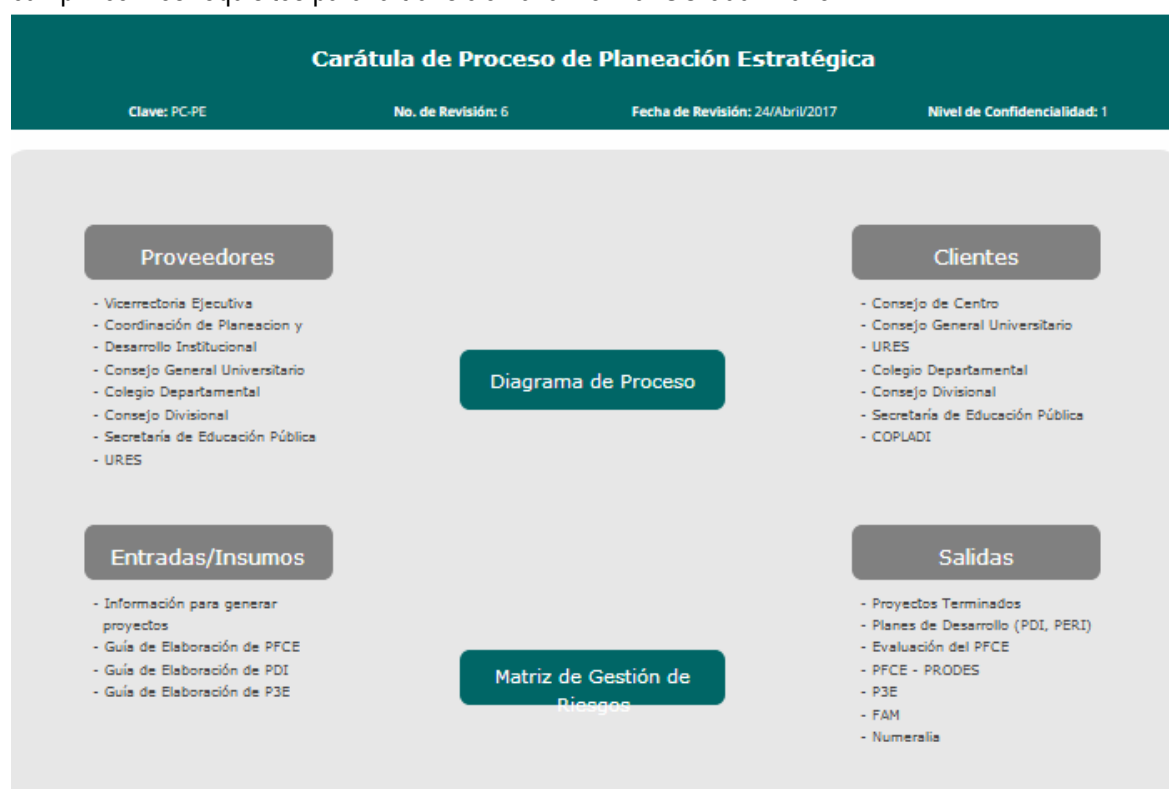 Carátula de Proceso de Planeación Estratégica
Clave: PC-PE No. de Revisión: 6 Fecha de Revisión: 24/Abril/2017 Nivel de Confidencialidad: 1
Proveedores
- Vicerrectoria Ejecutiva
- Coordinación de Planeacion y
- Desarrollo Institucional
- Consejo General Universitario
- Colegio Departamental
- Consejo Divisional
- Secretaría de Educación Pública
- URES
Clientes
- Consejo de Centro
- Consejo General Universitario
- URES
- Colegio Departamental
- Consejo Divisional
- Secretaría de Educación Pública
- COPLADI
Diagrama de Proceso
Entradas/Insumos
- Información para generar
proyectos
- Guía de Elaboración de PFCE
- Guía de Elaboración de PDI
- Guía de Elaboración de P3E
Matriz de Gestión de
Riesgos
Salidas
- Proyectos Terminados
- Planes de Desarrollo (PDI, PERI)
- Evaluación del PFCE
- PFCE - PRODES
- P3E
- FAM
- Numeralia